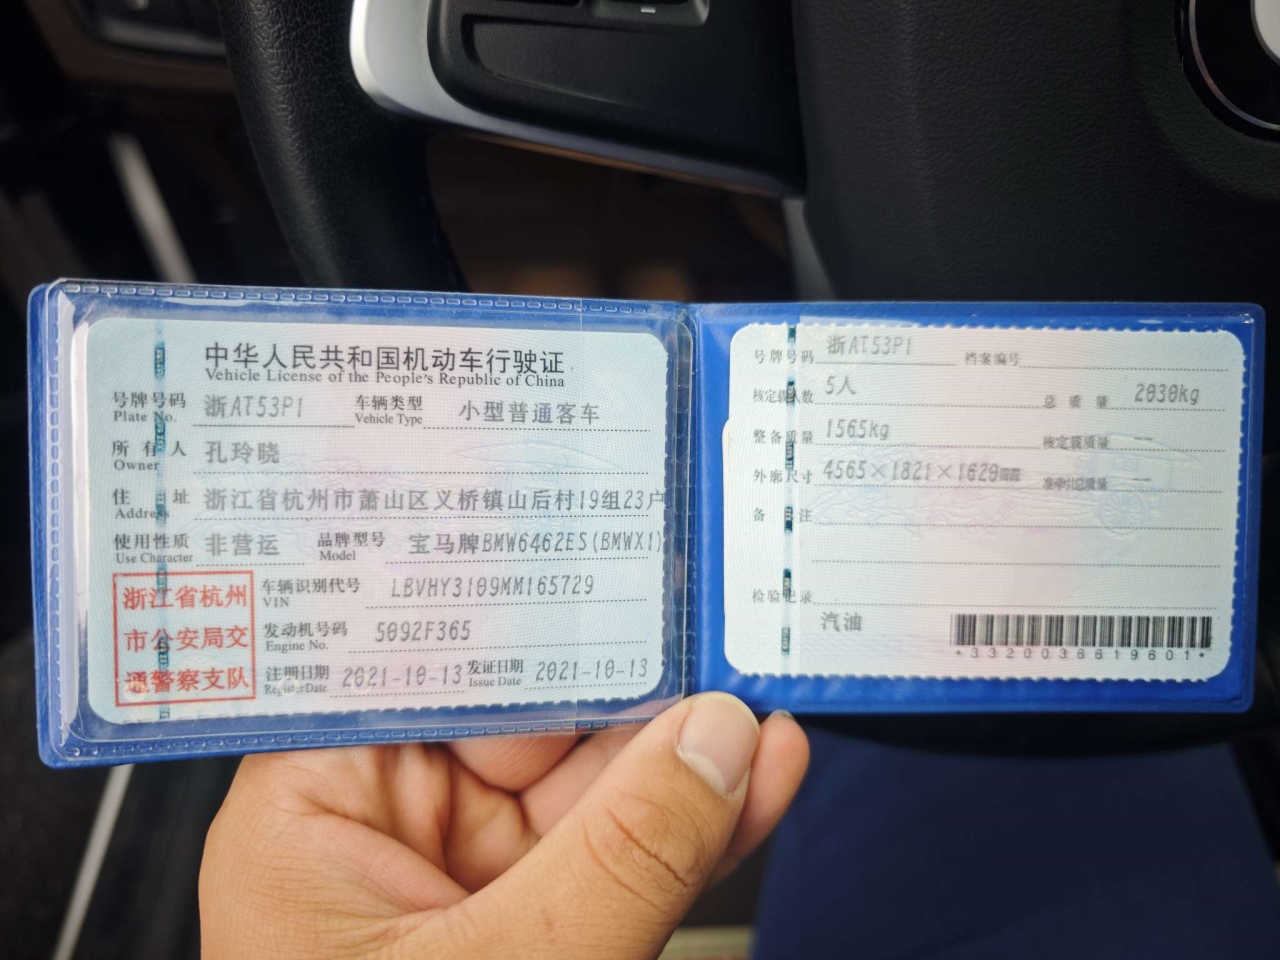 中华人民共和国机动车行驶证
Vehicle License of the People's Republic of China
号牌号码 浙AT53P1 车辆类型 小型普通客车
Plate No. Vehicle Type
所有人 孔玲晓
Owner
住址 浙江省杭州市萧山区义桥镇山后村19组23户
Address
使用性质 非营运 品牌型号 宝马牌BMW6462ES(BMWX1)
Use Character Model
浙江省杭州
市公安局交
通警察支队
车辆识别代号 LBVHY3109MM165729
VIN
发动机号码 5092F365
Engine No.
注册日期 2021-10-13 发证日期 2021-10-13
Register Date Issue Date
号牌号码 浙AT53P1 档案编号
核定载人数 5人 总质量 2030kg
整备质量 1565kg 核定载质量 --
外廓尺寸 4565×1821×1620mm 准牵引总质量 --
备注
检验记录
汽油
*3320036619601*